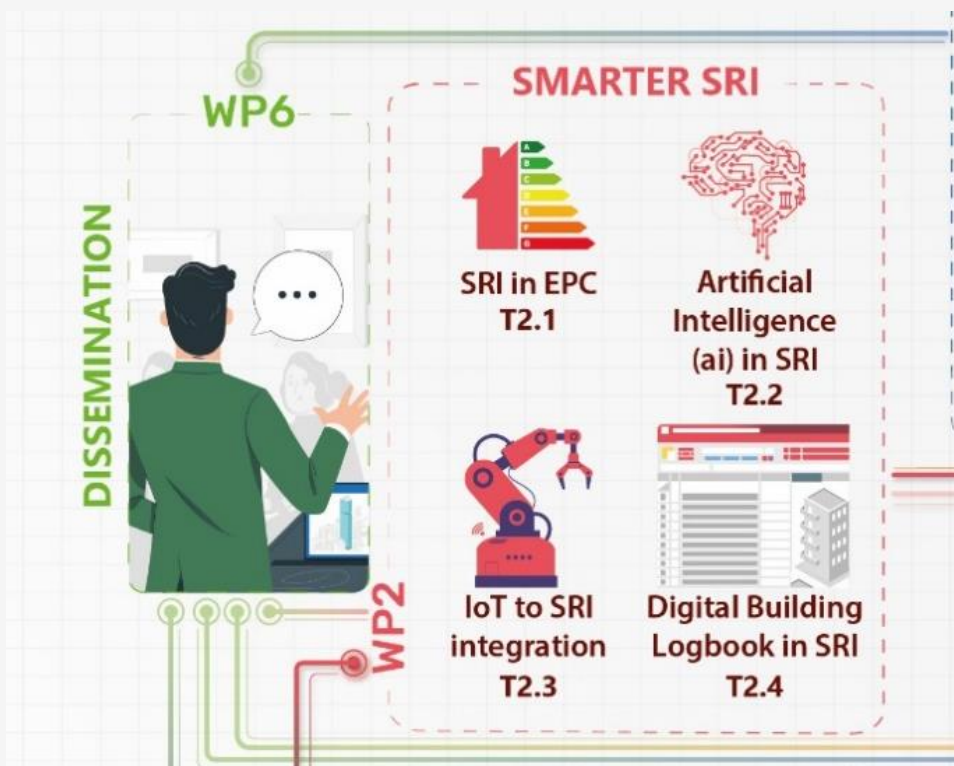 WP6
DISSEMINATION
SMARTER SRI
A
B
C
D
E
F
G
SRI in EPC
T2.1
Artificial
Intelligence
(ai) in SRI
T2.2
WP2
IoT to SRI
integration
T2.3
Digital Building
Logbook in SRI
T2.4